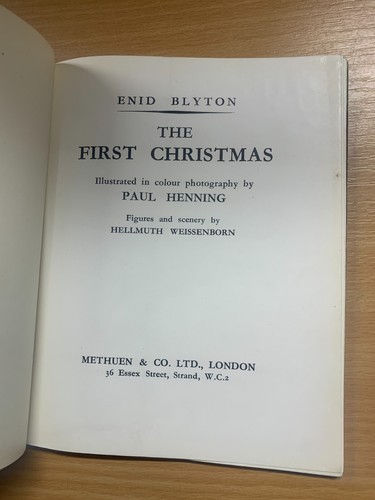 ENID BLYTON
THE
FIRST CHRISTMAS
Illustrated in colour photography by
PAUL HENNING
Figures and scenery by
HELLMUTH WEISSENBORN
METHUEN & CO. LTD., LONDON
36 Essex Street, Strand, W.C.2